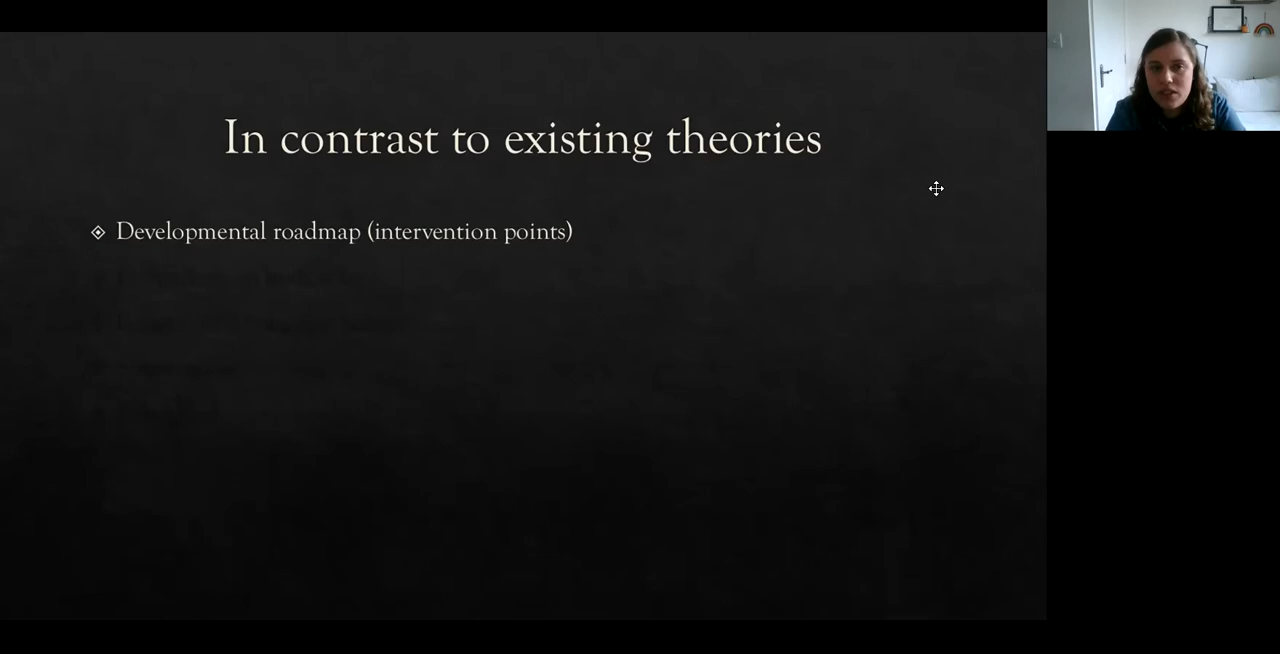 In contrast to existing theories
Developmental roadmap (intervention points)